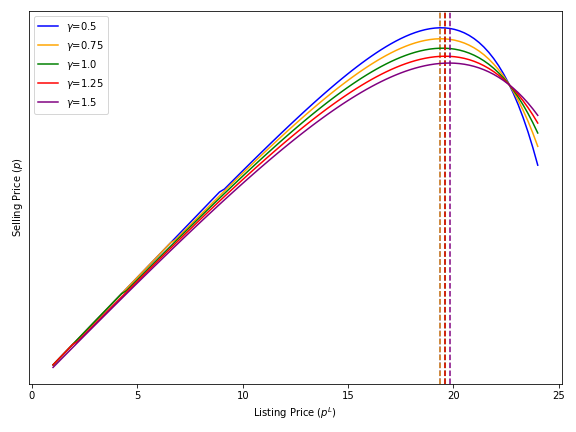 γ=0.5
γ=0.75
γ=1.0
γ=1.25
γ=1.5
Selling Price (p)
0 5 10 15 20 25
Listing Price (p^L)